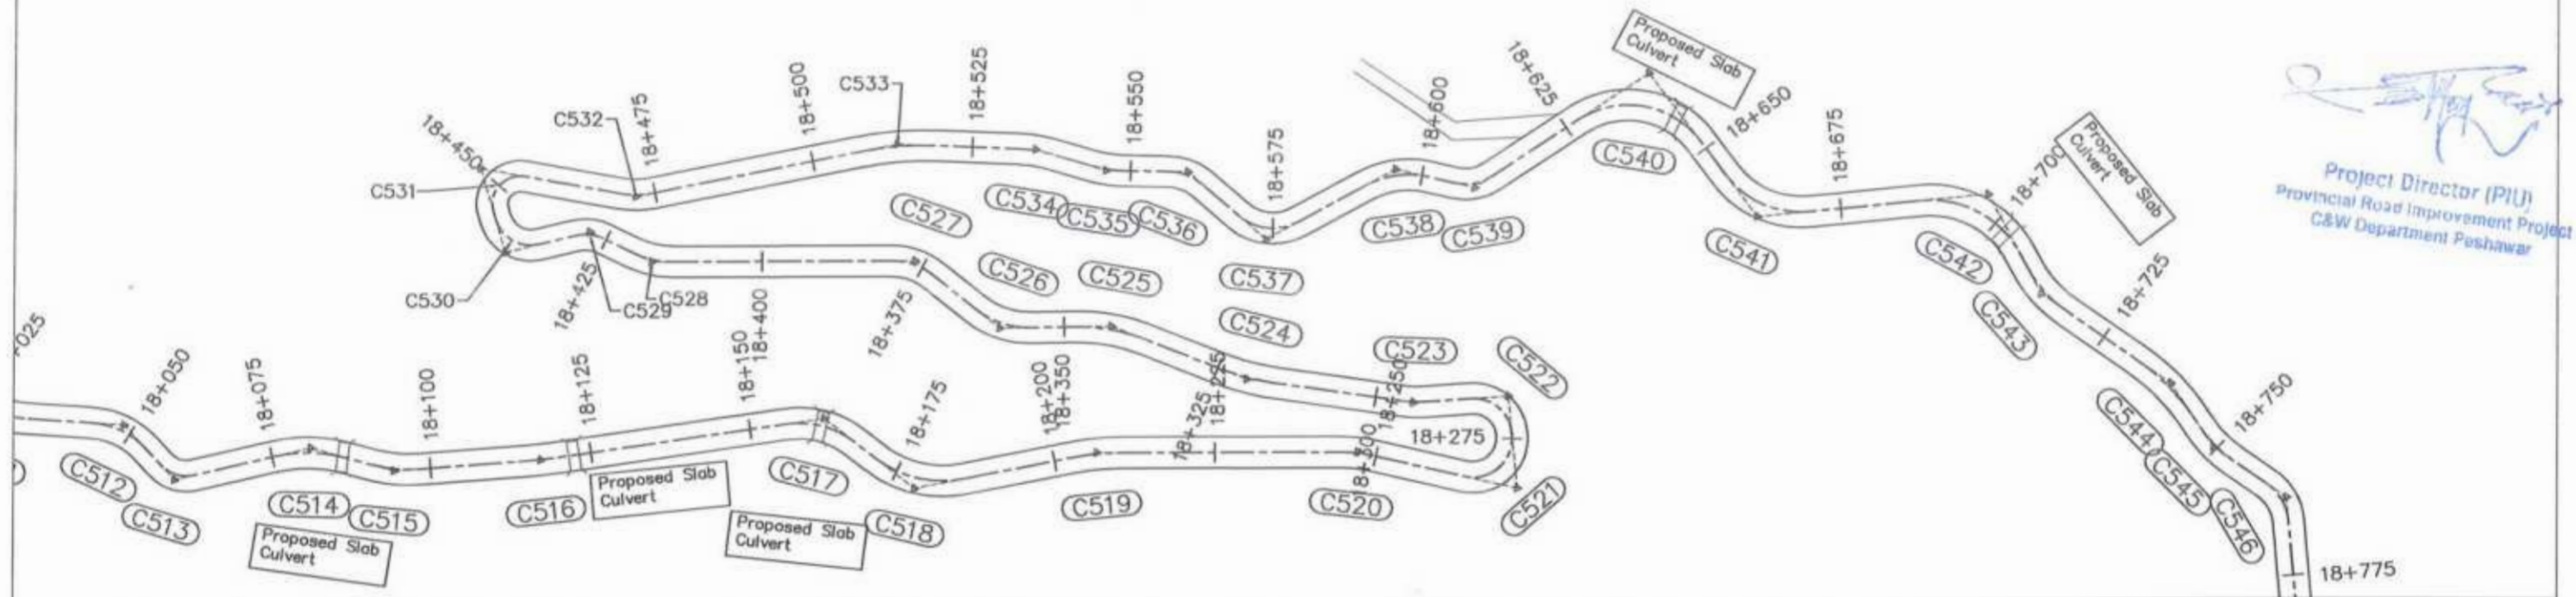 Proposed Slab
Culvert
18+625
18+525
18+550
18+600
18+500
C533
18+650
18+475
C532
18+450
18+675
C540
18+700
Proposed Slab
Culvert
18+575
C531
C527
C534
C535
C536
C538
C539
C541
C542
Project Director (PIU)
Provincial Road Improvement Project
C&W Department Peshawar
C526
C525
C537
C530
18+425
C529
C528
18+400
18+375
18+725
C524
C543
C523
C522
025
18+050
18+075
18+100
18+125
18+150
18+175
18+200
18+350
18+325
18+250
18+300
18+275
18+750
C544
C545
C546
C512
C513
C514
C515
C516
C517
C518
C519
C520
C521
Proposed Slab
Culvert
Proposed Slab
Culvert
Proposed Slab
Culvert
18+775